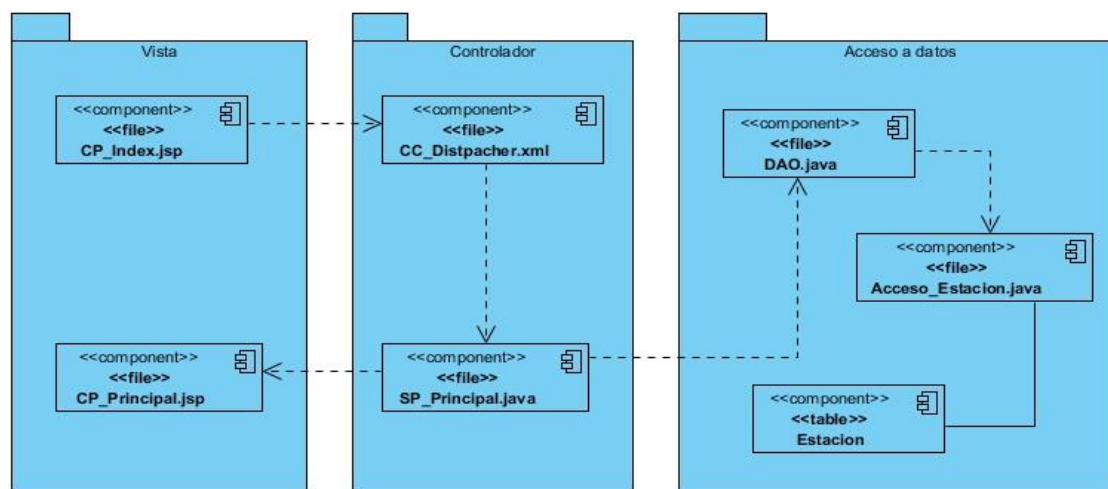 Vista
<<component>>
<<file>>
CP_Index.jsp
<<component>>
<<file>>
CP_Principal.jsp
Controlador
<<component>>
<<file>>
CC_Distpacher.xml
<<component>>
<<file>>
SP_Principal.java
Acceso a datos
<<component>>
<<file>>
DAO.java
<<component>>
<<file>>
Acceso_Estacion.java
<<component>>
<<table>>
Estacion